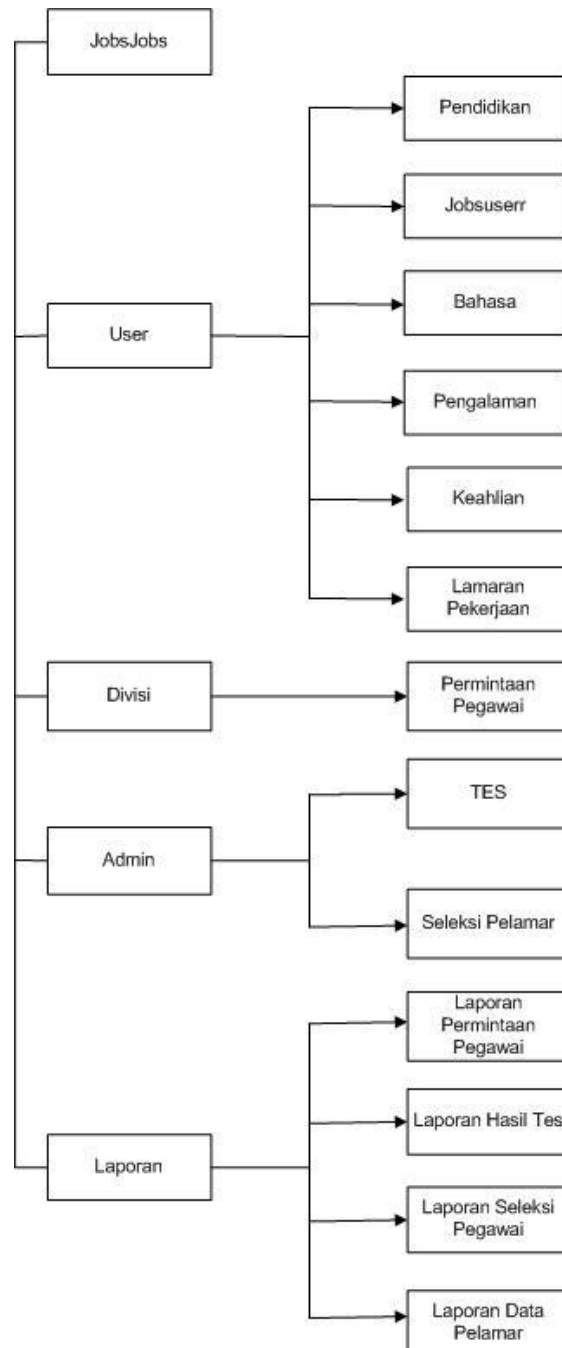 JobsJobs
Pendidikan
Jobsuserr
Bahasa
User
Pengalaman
Keahlian
Lamaran
Pekerjaan
Divisi
Permintaan
Pegawai
TES
Admin
Seleksi Pelamar
Laporan
Permintaan
Pegawai
Laporan Hasil Tes
Laporan
Laporan Seleksi
Pegawai
Laporan Data
Pelamar